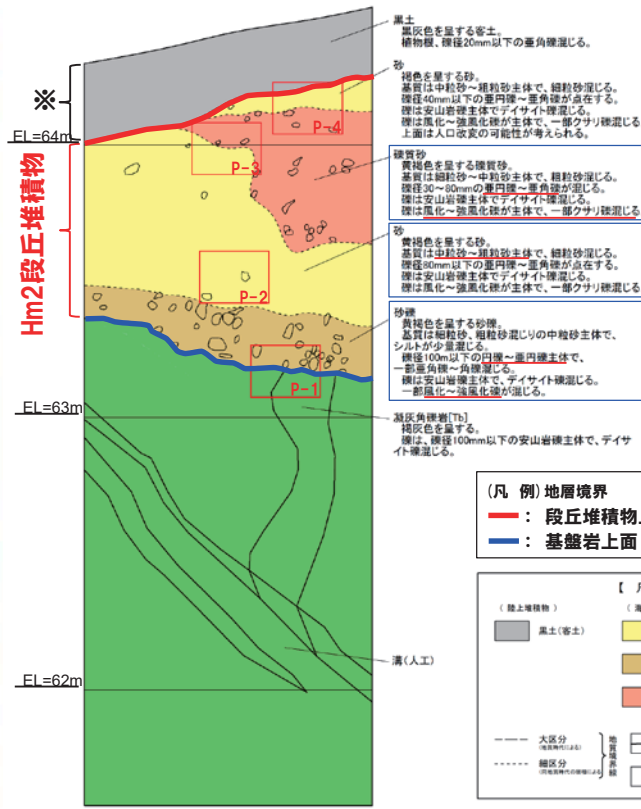 黒土
黒灰色を呈する客土。
植物根、礫径20mm以下の亜角礫混じる。
砂
褐色を呈する砂。
基質は中粒砂～粗粒砂主体で、細粒砂混じる。
礫径40mm以下の亜円礫～亜角礫が点在する。
礫は安山岩礫主体でデイサイト礫混じる。
礫は風化～強風化礫が主体で、一部クサリ礫混じる。
上面は人口改変の可能性が考えられる。
礫質砂
黄褐色を呈する礫質砂。
基質は細粒砂～中粒砂主体で、粗粒砂混じる。
礫径30～80mmの亜円礫～亜角礫が混じる。
礫は安山岩礫主体でデイサイト礫混じる。
礫は風化～強風化礫が主体で、一部クサリ礫混じる。
砂
黄褐色を呈する砂。
基質は中粒砂～粗粒砂主体で、細粒砂混じる。
礫径80mm以下の亜円礫～亜角礫が点在する。
礫は安山岩礫主体でデイサイト礫混じる。
礫は風化～強風化礫が主体で、一部クサリ礫混じる
砂礫
黄褐色を呈する砂礫。
基質は細粒砂、粗粒砂混じりの中粒砂主体で、
シルトが少量混じる。
礫径100m以下の円礫～亜円礫主体で、
一部亜角礫～角礫混じる。
礫は安山岩礫主体で、デイサイト礫混じる。
一部風化～強風化礫が混じる。
凝灰角礫岩[Tb]
褐灰色を呈する。
礫は、礫径100mm以下の安山岩礫主体で、デイサ
イト礫混じる。
溝(人工)
※
Hm2段丘堆積物
EL=64m
EL=63m
EL=62m
P-4
P-3
P-2
P-1
(凡 例)地層境界
: 段丘堆積物
: 基盤岩上面
【
(陸上堆積物)
黒土(客土)
大区分
(地質時代による)
細区分
地質境界線